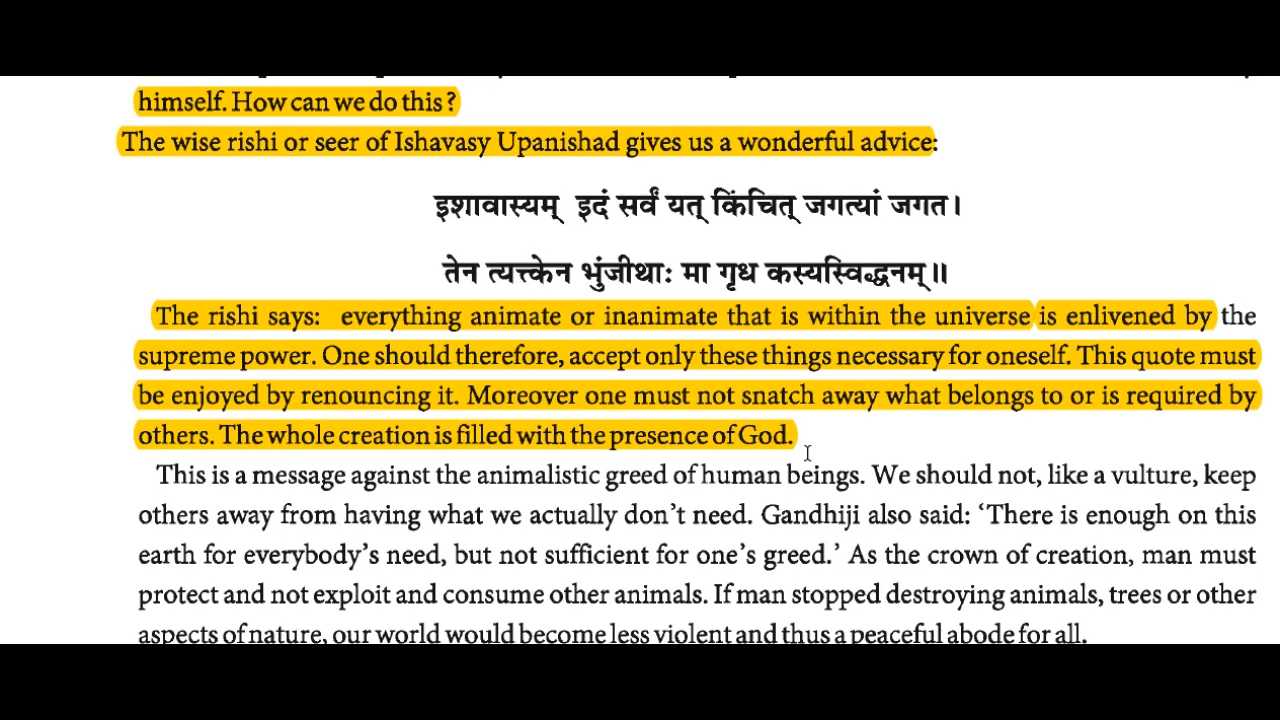 himself. How can we do this?
The wise rishi or seer of Ishavasy Upanishad gives us a wonderful advice:
इशावास्यम् इदं सर्वं यत् किंचित् जगत्यां जगत।
तेन त्यत्त्केन भुंजीथाः मा गृध कस्यस्विद्धनम्॥
The rishi says: everything animate or inanimate that is within the universe is enlivened by the
supreme power. One should therefore, accept only these things necessary for oneself. This quote must
be enjoyed by renouncing it. Moreover one must not snatch away what belongs to or is required by
others. The whole creation is filled with the presence of God.
This is a message against the animalistic greed of human beings. We should not, like a vulture, keep
others away from having what we actually don't need. Gandhiji also said: ‘There is enough on this
earth for everybody's need, but not sufficient for one's greed.’ As the crown of creation, man must
protect and not exploit and consume other animals. If man stopped destroying animals, trees or other
aspects of nature, our world would become less violent and thus a peaceful abode for all.